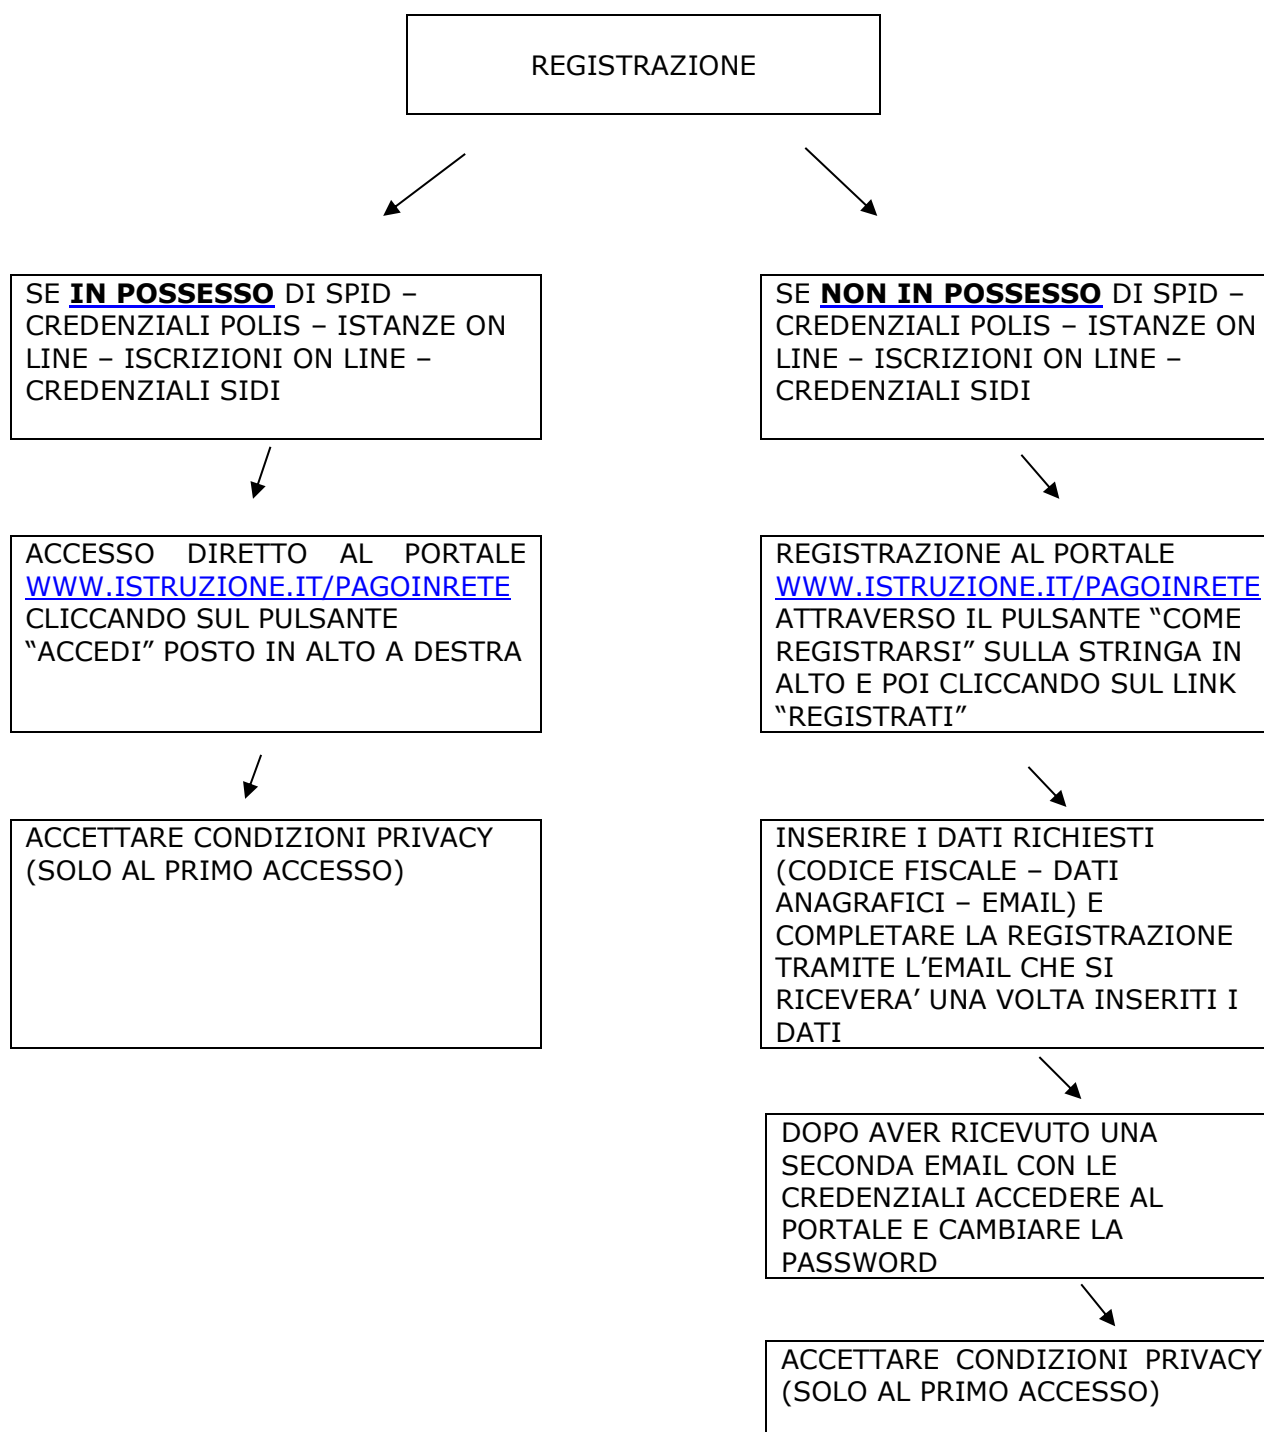 REGISTRAZIONE
SE IN POSSESSO DI SPID –
CREDENZIALI POLIS – ISTANZE ON
LINE – ISCRIZIONI ON LINE –
CREDENZIALI SIDI
ACCESSO DIRETTO AL PORTALE
WWW.ISTRUZIONE.IT/PAGOINRETE
CLICCANDO SUL PULSANTE
“ACCEDI” POSTO IN ALTO A DESTRA
ACCETTARE CONDIZIONI PRIVACY
(SOLO AL PRIMO ACCESSO)
SE NON IN POSSESSO DI SPID –
CREDENZIALI POLIS – ISTANZE ON
LINE – ISCRIZIONI ON LINE –
CREDENZIALI SIDI
REGISTRAZIONE AL PORTALE
WWW.ISTRUZIONE.IT/PAGOINRETE
ATTRAVERSO IL PULSANTE “COME
REGISTRARSI” SULLA STRINGA IN
ALTO E POI CLICCANDO SUL LINK
“REGISTRATI”
INSERIRE I DATI RICHIESTI
(CODICE FISCALE – DATI
ANAGRAFICI – EMAIL) E
COMPLETARE LA REGISTRAZIONE
TRAMITE L’EMAIL CHE SI
RICEVERA’ UNA VOLTA INSERITI I
DATI
DOPO AVER RICEVUTO UNA
SECONDA EMAIL CON LE
CREDENZIALI ACCEDERE AL
PORTALE E CAMBIARE LA
PASSWORD
ACCETTARE CONDIZIONI PRIVACY
(SOLO AL PRIMO ACCESSO)